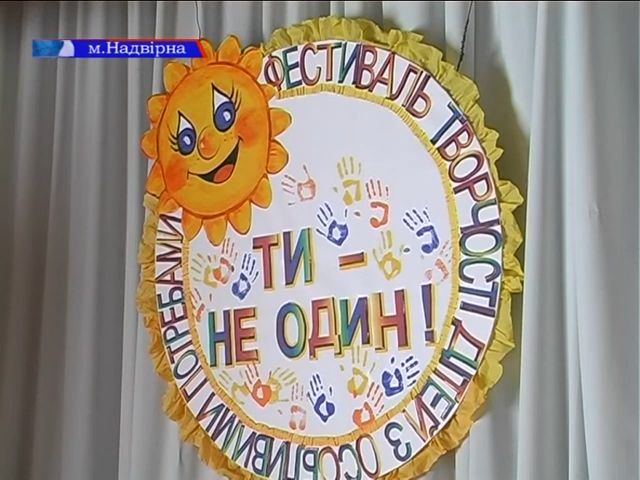 м.Надвірна
ФЕСТИВАЛЬ ТВОРЧОСТІ ДІТЕЙ З ОСОБЛИВИМИ ПОТРЕБАМИ
ТИ –
НЕ ОДИН!